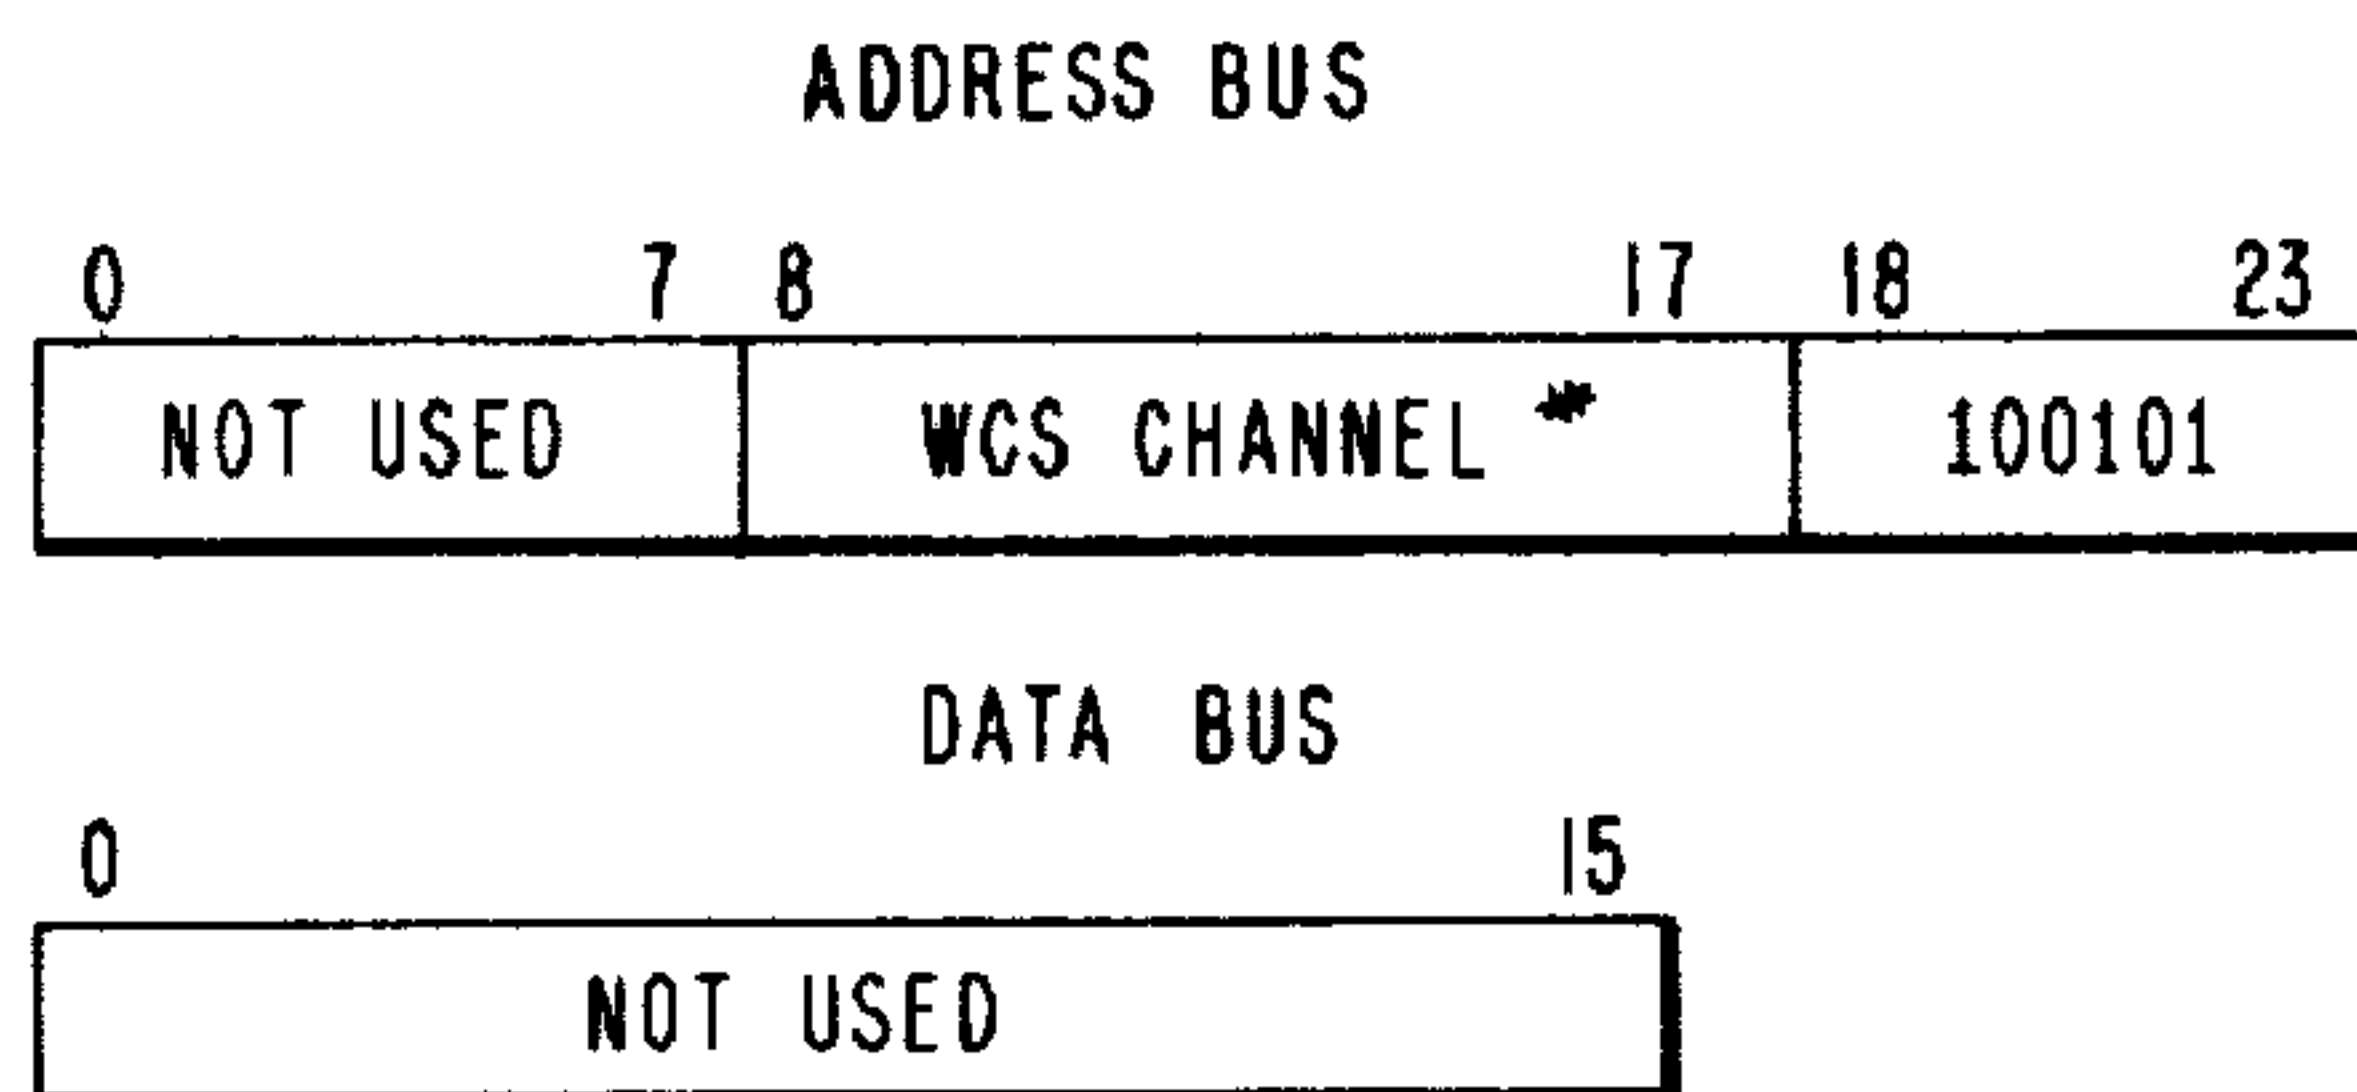 ADDRESS BUS
0 7 8 17 18 23
NOT USED WCS CHANNEL * 100101
DATA BUS
0 15
NOT USED